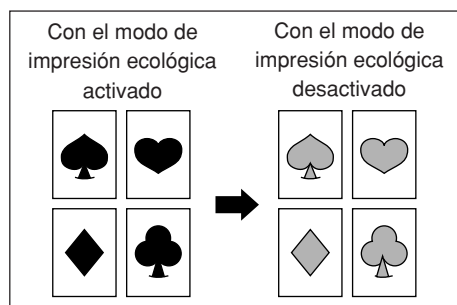 Con el modo de
impresión ecológica
activado
Con el modo de
impresión ecológica
desactivado